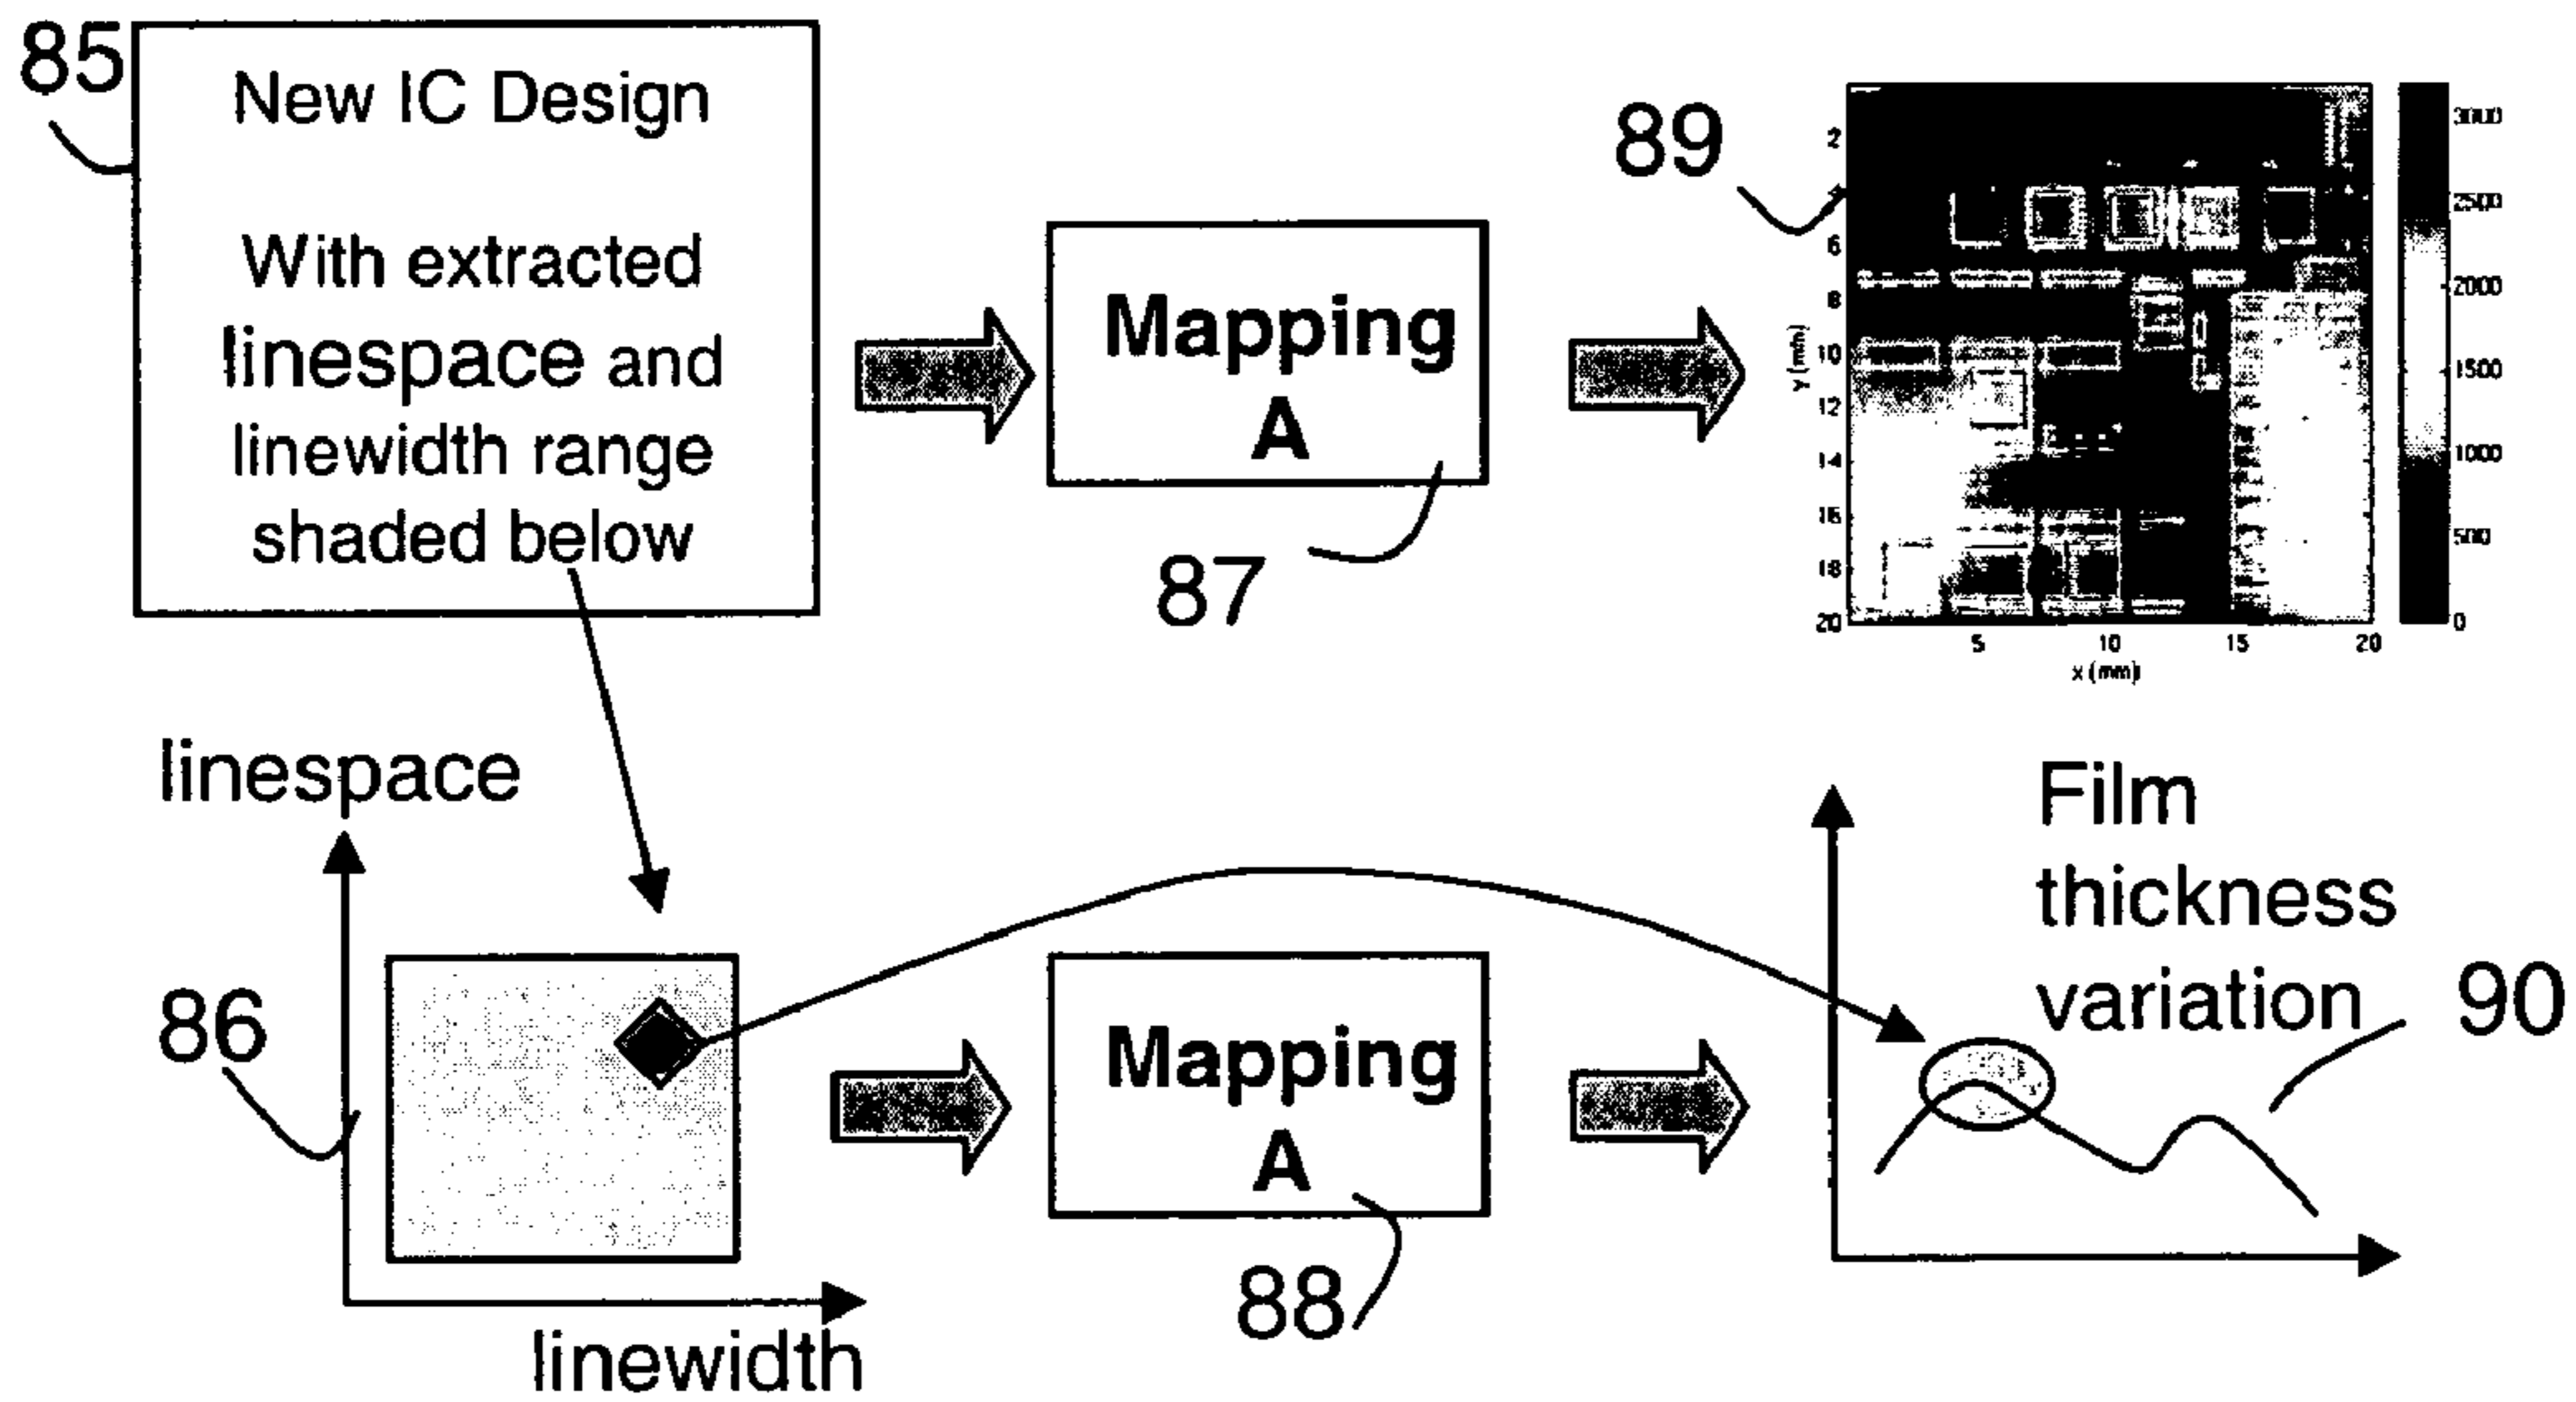 85
New IC Design
With extracted
linespace and
linewidth range
shaded below
Mapping
A
87
89
2
4
6
8
10
12
14
16
18
20
y (mm)
5
10
15
20
x (mm)
3000
2500
2000
1500
1000
500
0
linespace
86
linewidth
Mapping
A
88
Film
thickness
variation
90